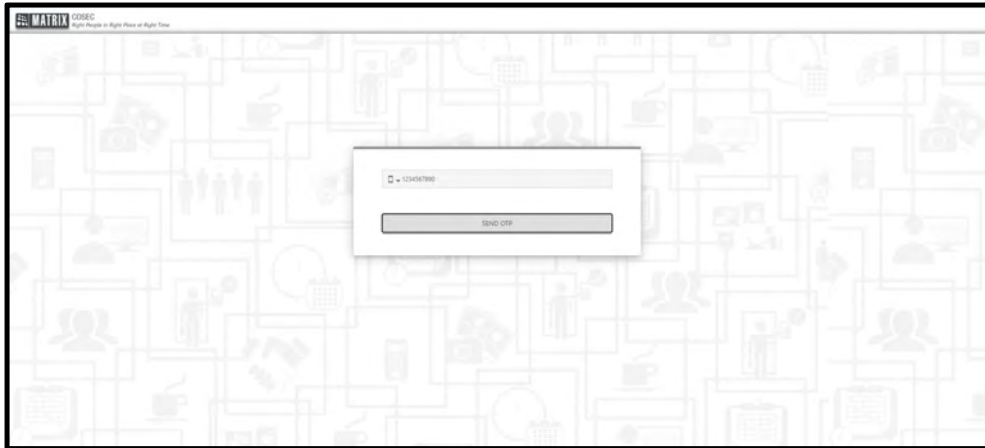 MATRIX COSEC
Right People in Right Place at Right Time
1234567890
SEND OTP